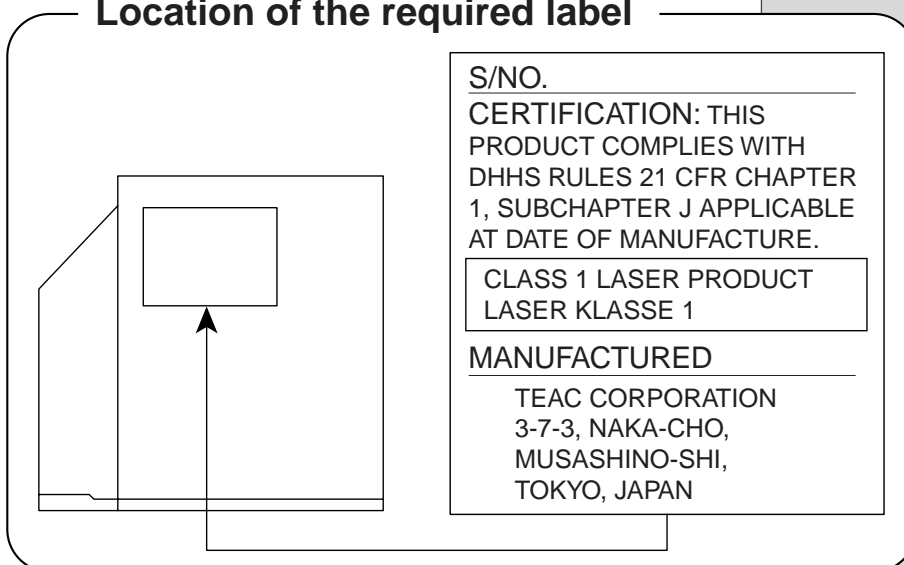 Location of the required label
S/NO.
CERTIFICATION: THIS
PRODUCT COMPLIES WITH
DHHS RULES 21 CFR CHAPTER
1, SUBCHAPTER J APPLICABLE
AT DATE OF MANUFACTURE.
CLASS 1 LASER PRODUCT
LASER KLASSE 1
MANUFACTURED
TEAC CORPORATION
3-7-3, NAKA-CHO,
MUSASHINO-SHI,
TOKYO, JAPAN